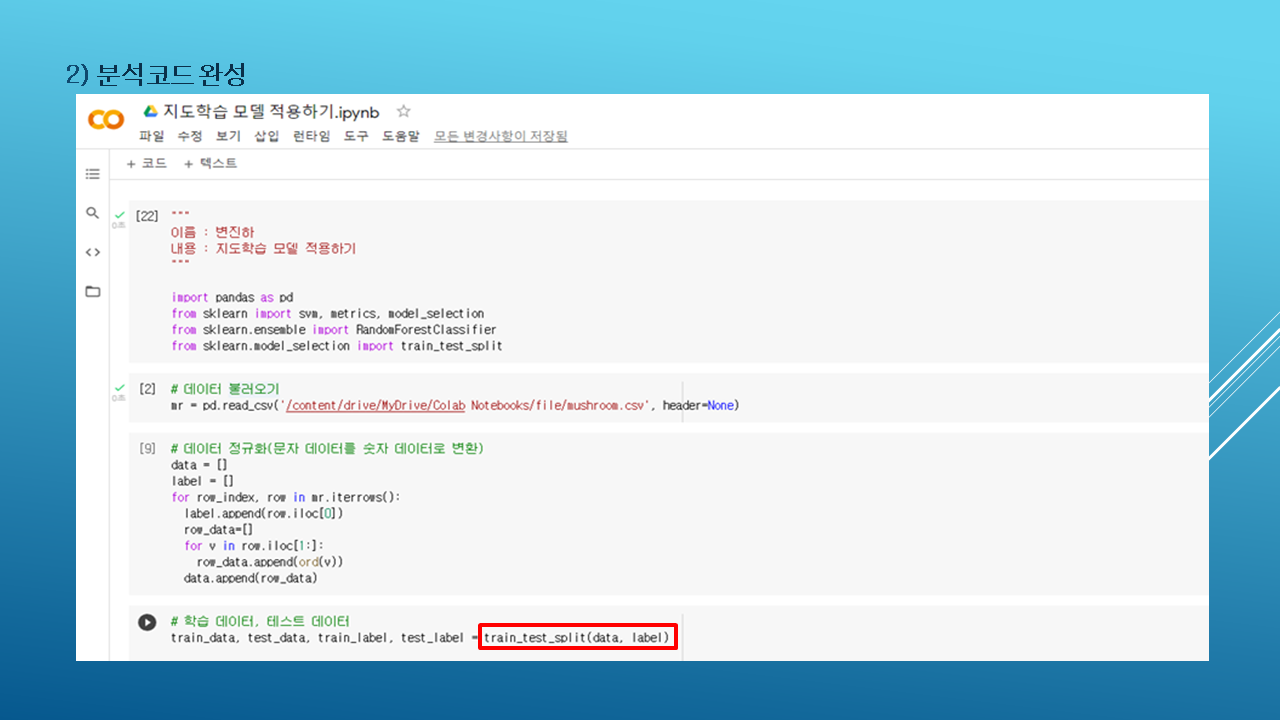 2) 분석 코드 완성
지도학습 모델 적용하기.ipynb
파일 수정 보기 삽입 런타임 도구 도움말 모든 변경사항이 저장됨
+ 코드 + 텍스트
[22] """
0초
이름 : 변진하
내용 : 지도학습 모델 적용하기
"""
import pandas as pd
from sklearn import svm, metrics, model_selection
from sklearn.ensemble import RandomForestClassifier
from sklearn.model_selection import train_test_split
[2] # 데이터 불러오기
0초
mr = pd.read_csv('/content/drive/MyDrive/Colab Notebooks/file/mushroom.csv', header=None)
[9] # 데이터 정규화(문자 데이터를 숫자 데이터로 변환)
data = []
label = []
for row_index, row in mr.iterrows():
label.append(row.iloc[0])
row_data=[]
for v in row.iloc[1:]:
row_data.append(ord(v))
data.append(row_data)
# 학습 데이터, 테스트 데이터
train_data, test_data, train_label, test_label = train_test_split(data, label)